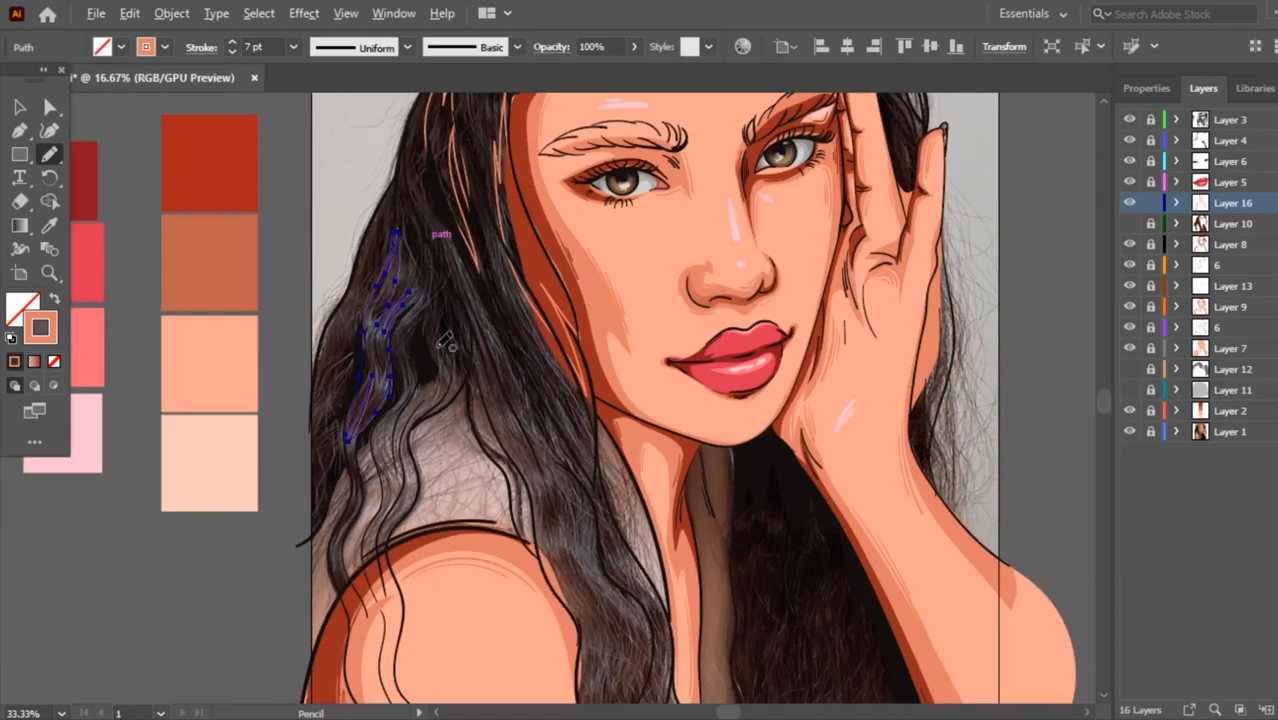 Ai File Edit Object Type Select Effect View Window Help Essentials Search Adobe Stock
Path Stroke: 7 pt Uniform Basic Opacity: 100% Style: Transform
i* @ 16.67% (RGB/GPU Preview) × Properties Layers Libraries
Layer 3
Layer 4
Layer 6
Layer 5
Layer 16
Layer 10
path
Layer 8
6
Layer 13
Layer 9
6
Layer 7
Layer 12
Layer 11
Layer 2
Layer 1
33.33% 1 Pencil 16 Layers